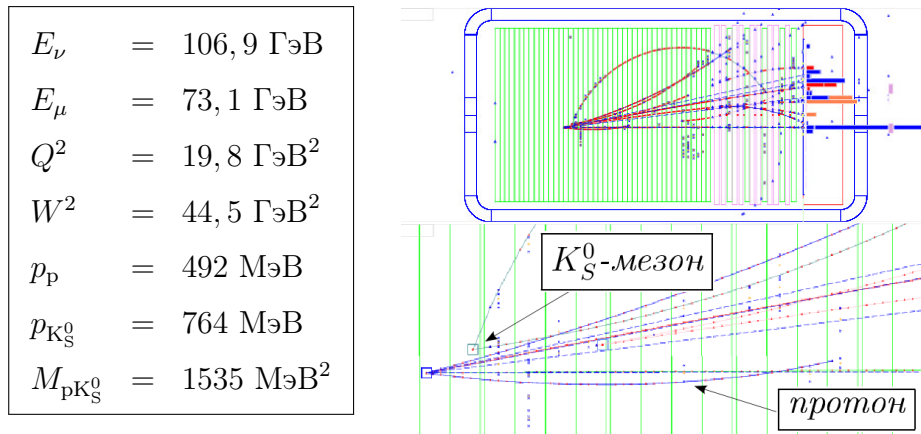 E_ν = 106,9 ГэВ
E_μ = 73,1 ГэВ
Q² = 19,8 ГэВ²
W² = 44,5 ГэВ²
p_p = 492 МэВ
p_{K_S^0} = 764 МэВ
M_{pK_S^0} = 1535 МэВ²
K_S^0-мезон
протон